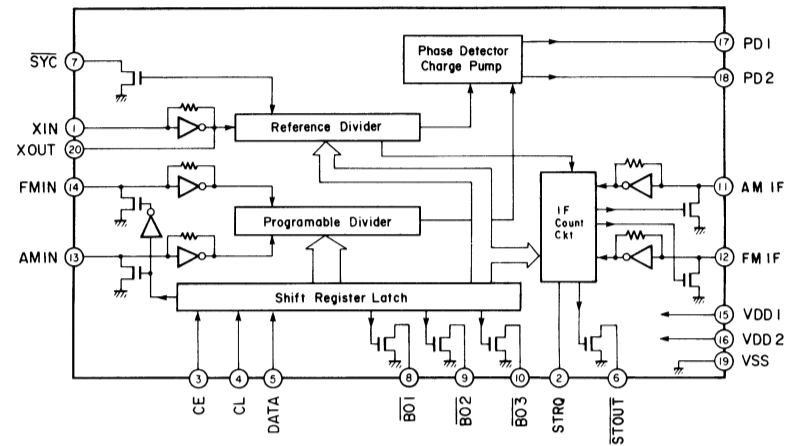 SYC
7
XIN
1
XOUT
20
FMIN
14
AMIN
13
Reference Divider
Programable Divider
Shift Register Latch
Phase Detector
Charge Pump
IF
Count
Ckt
17
PD1
18
PD2
11
AM IF
12
FM IF
15
VDD1
16
VDD2
19
VSS
3
4
5
8
9
10
2
6
CE
CL
DATA
BO1
BO2
BO3
STRQ
STOUT